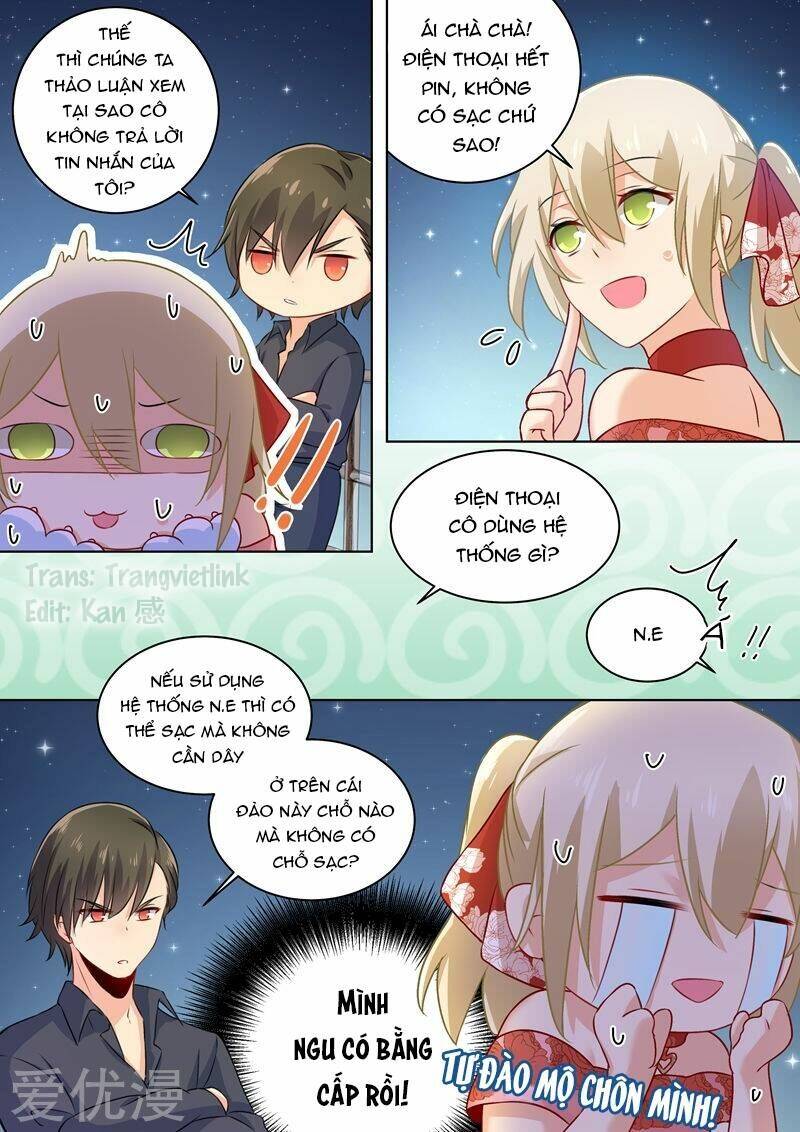 THẾ
THÌ CHÚNG TA
THẢO LUẬN XEM
TẠI SAO CÔ
KHÔNG TRẢ LỜI
TIN NHẮN CỦA
TÔI?
ÁI CHÀ CHÀ!
ĐIỆN THOẠI HẾT
PIN, KHÔNG
CÓ SẠC CHỨ
SAO!
!!
ĐIỆN THOẠI
CÔ DÙNG HỆ
THỐNG GÌ?
N.E
Á !!
Trans: Trangvietlink
Edit: Kan 感
NẾU SỬ DỤNG
HỆ THỐNG N.E THÌ CÓ
THỂ SẠC MÀ KHÔNG
CẦN DÂY
Ở TRÊN CÁI
ĐẢO NÀY CHỖ NÀO
MÀ KHÔNG CÓ
CHỖ SẠC?
MÌNH
NGU CÓ BẰNG
CẤP RỒI!
TỰ ĐÀO MỘ CHÔN MÌNH!
爱优漫